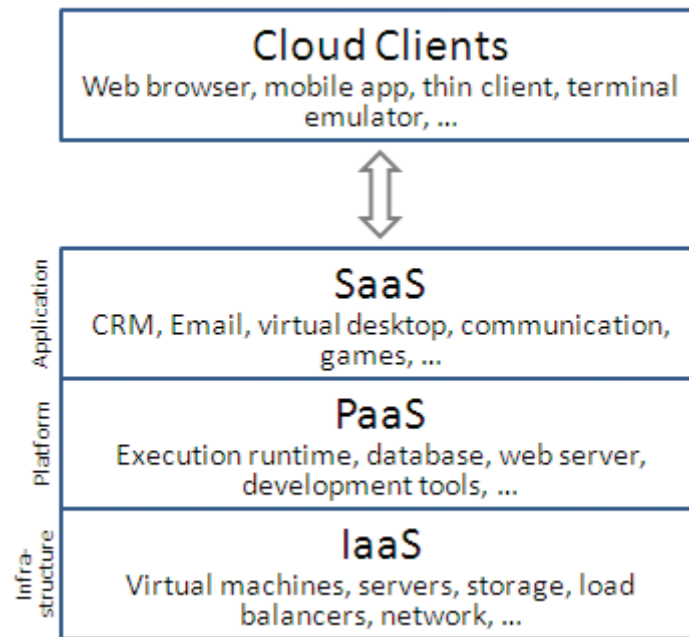 Cloud Clients
Web browser, mobile app, thin client, terminal
emulator, ...
Application
SaaS
CRM, Email, virtual desktop, communication,
games, ...
Platform
PaaS
Execution runtime, database, web server,
development tools, ...
Infra-
structure
IaaS
Virtual machines, servers, storage, load
balancers, network, ...